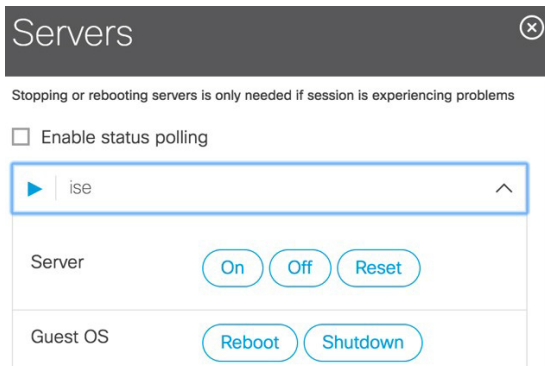 Servers
Stopping or rebooting servers is only needed if session is experiencing problems
Enable status polling
ise
Server On Off Reset
Guest OS Reboot Shutdown